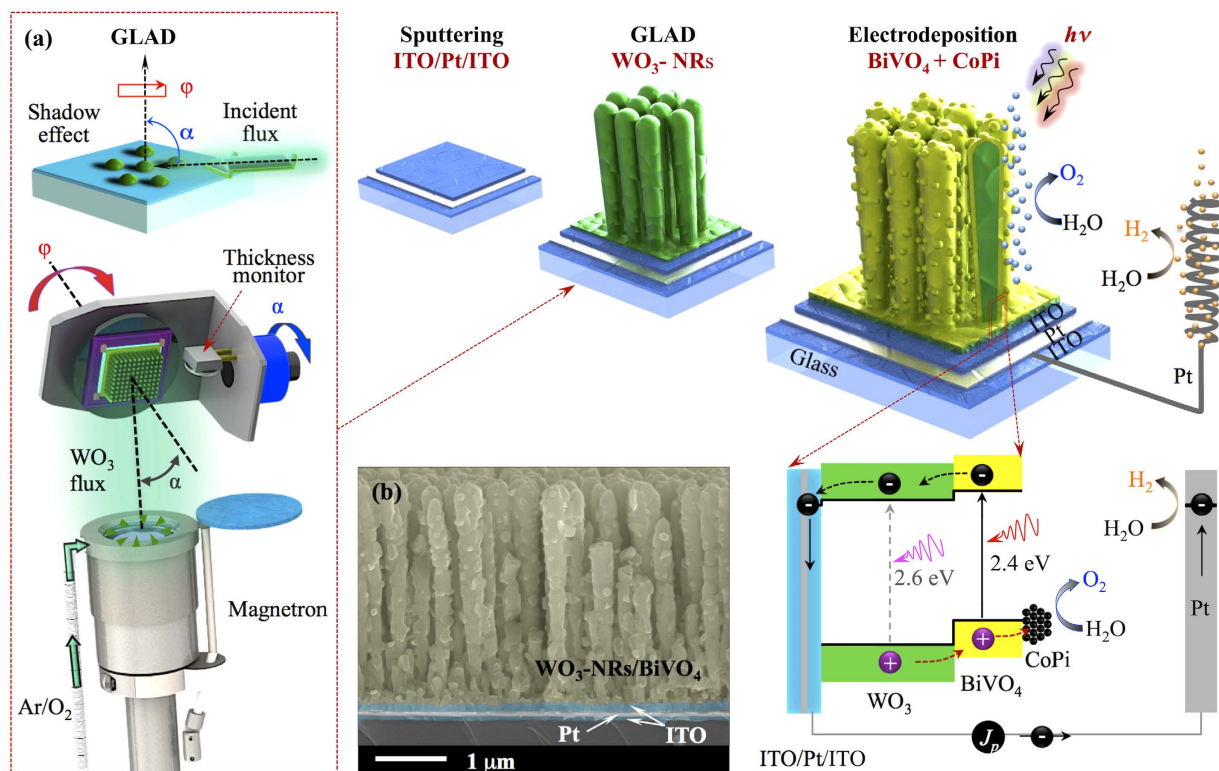 (a)
GLAD
φ
Shadow
effect
α
Incident
flux
φ
Thickness
monitor
α
WO₃
flux
α
Magnetron
Ar/O₂
Sputtering
ITO/Pt/ITO
GLAD
WO₃- NRs
Electrodeposition
BiVO₄ + CoPi
hν
O₂
H₂O
H₂
H₂O
ITO
Pt
ITO
Glass
Pt
(b)
WO₃-NRs/BiVO₄
Pt
ITO
1 μm
-
-
-
2.6 eV
2.4 eV
+
+
WO₃
BiVO₄
CoPi
O₂
H₂O
H₂
H₂O
-
Pt
Jp
-
ITO/Pt/ITO